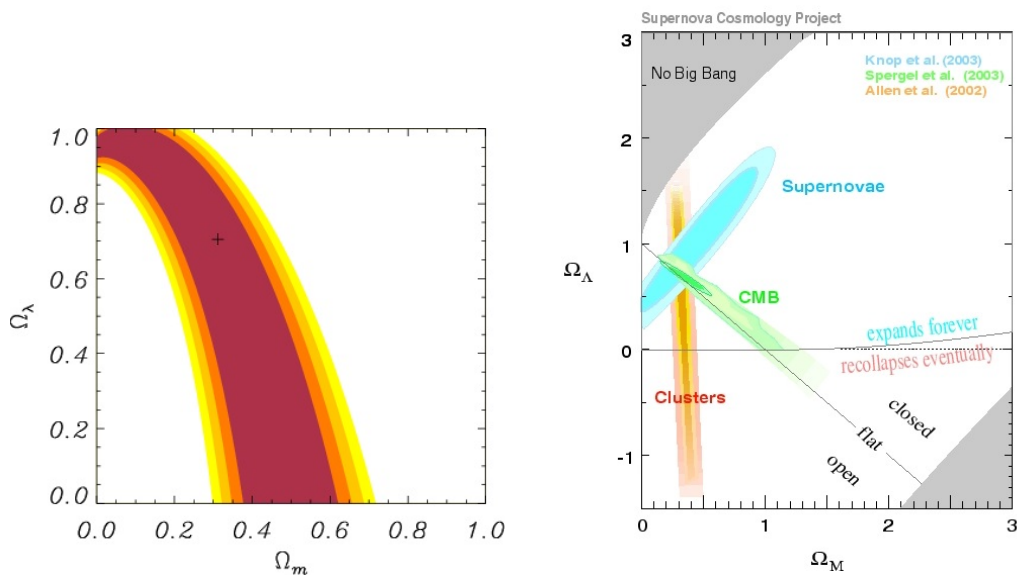 1.0
0.8
0.6
0.4
0.2
0.0
Ωλ
0.0 0.2 0.4 0.6 0.8 1.0
Ωm
Supernova Cosmology Project
3
2
1
0
-1
ΩΛ
No Big Bang
Knop et al. (2003)
Spergel et al. (2003)
Allen et al. (2002)
Supernovae
CMB
expands forever
recollapses eventually
Clusters
closed
flat
open
0 1 2 3
ΩM